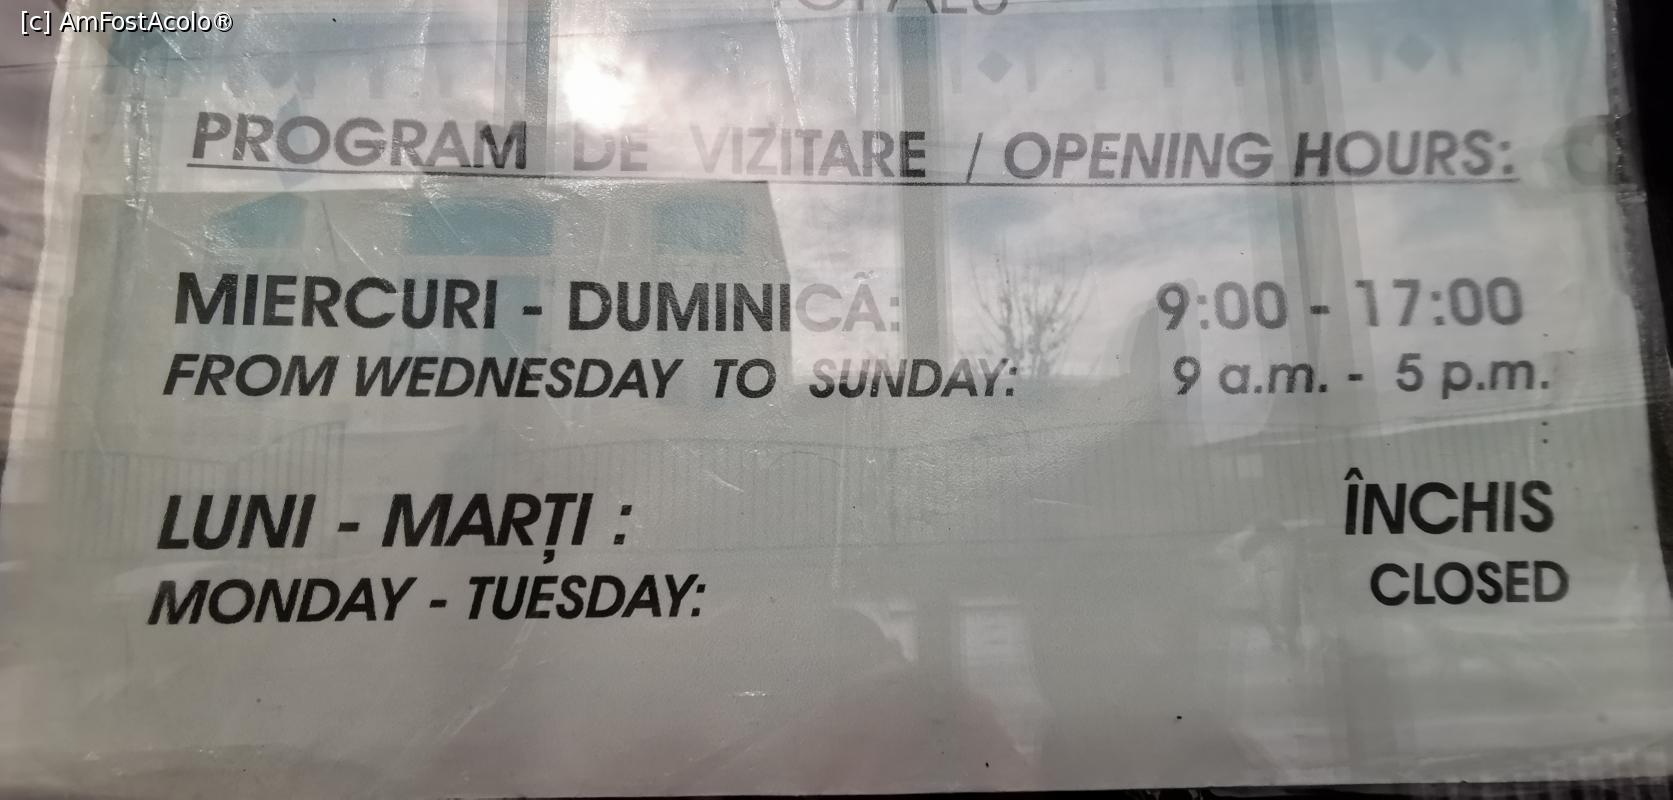 [c] AmFostAcolo®
PROGRAM DE VIZITARE / OPENING HOURS:
MIERCURI - DUMINICĂ: 9:00 - 17:00
FROM WEDNESDAY TO SUNDAY: 9 a.m. - 5 p.m.
:
LUNI - MARȚI : ÎNCHIS
MONDAY - TUESDAY: CLOSED